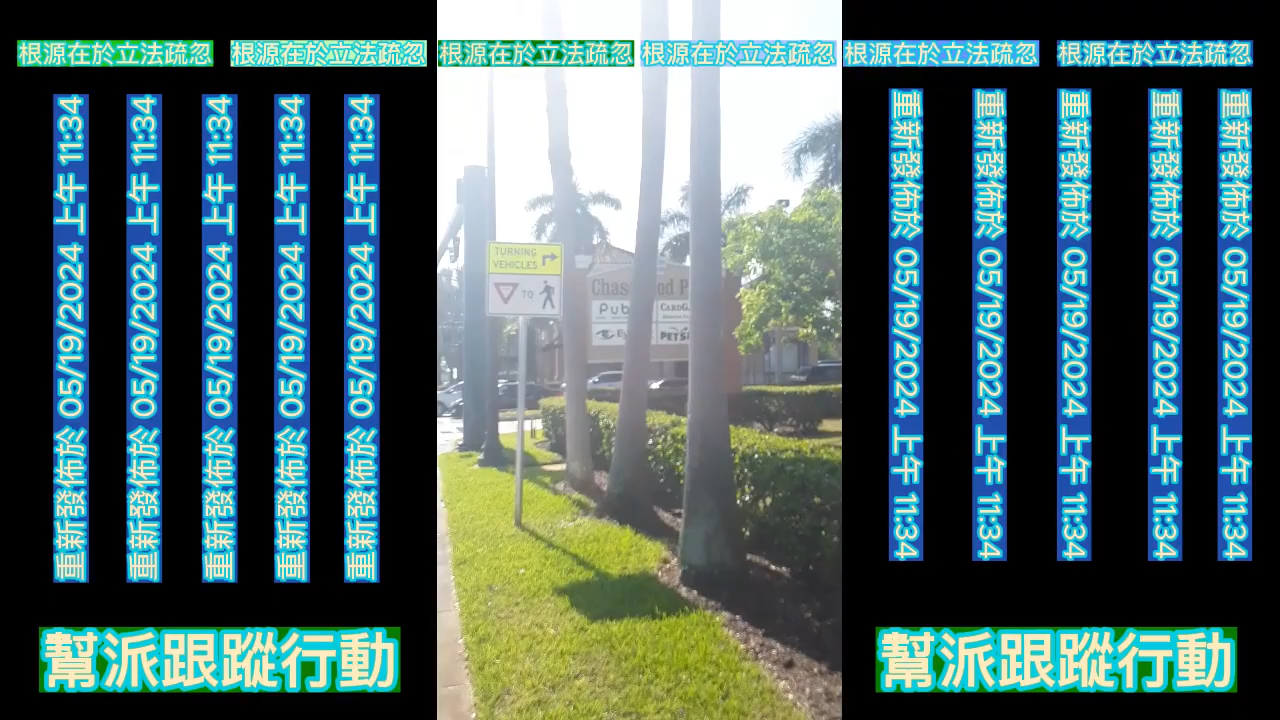 根源在於立法疏忽 根源在於立法疏忽 根源在於立法疏忽 根源在於立法疏忽 根源在於立法疏忽 根源在於立法疏忽
重新發佈於 05/19/2024 上午 11:34
重新發佈於 05/19/2024 上午 11:34
重新發佈於 05/19/2024 上午 11:34
重新發佈於 05/19/2024 上午 11:34
重新發佈於 05/19/2024 上午 11:34
TURNING
VEHICLES
TO
重新發佈於 05/19/2024 上午 11:34
重新發佈於 05/19/2024 上午 11:34
重新發佈於 05/19/2024 上午 11:34
重新發佈於 05/19/2024 上午 11:34
重新發佈於 05/19/2024 上午 11:34
幫派跟蹤行動 幫派跟蹤行動